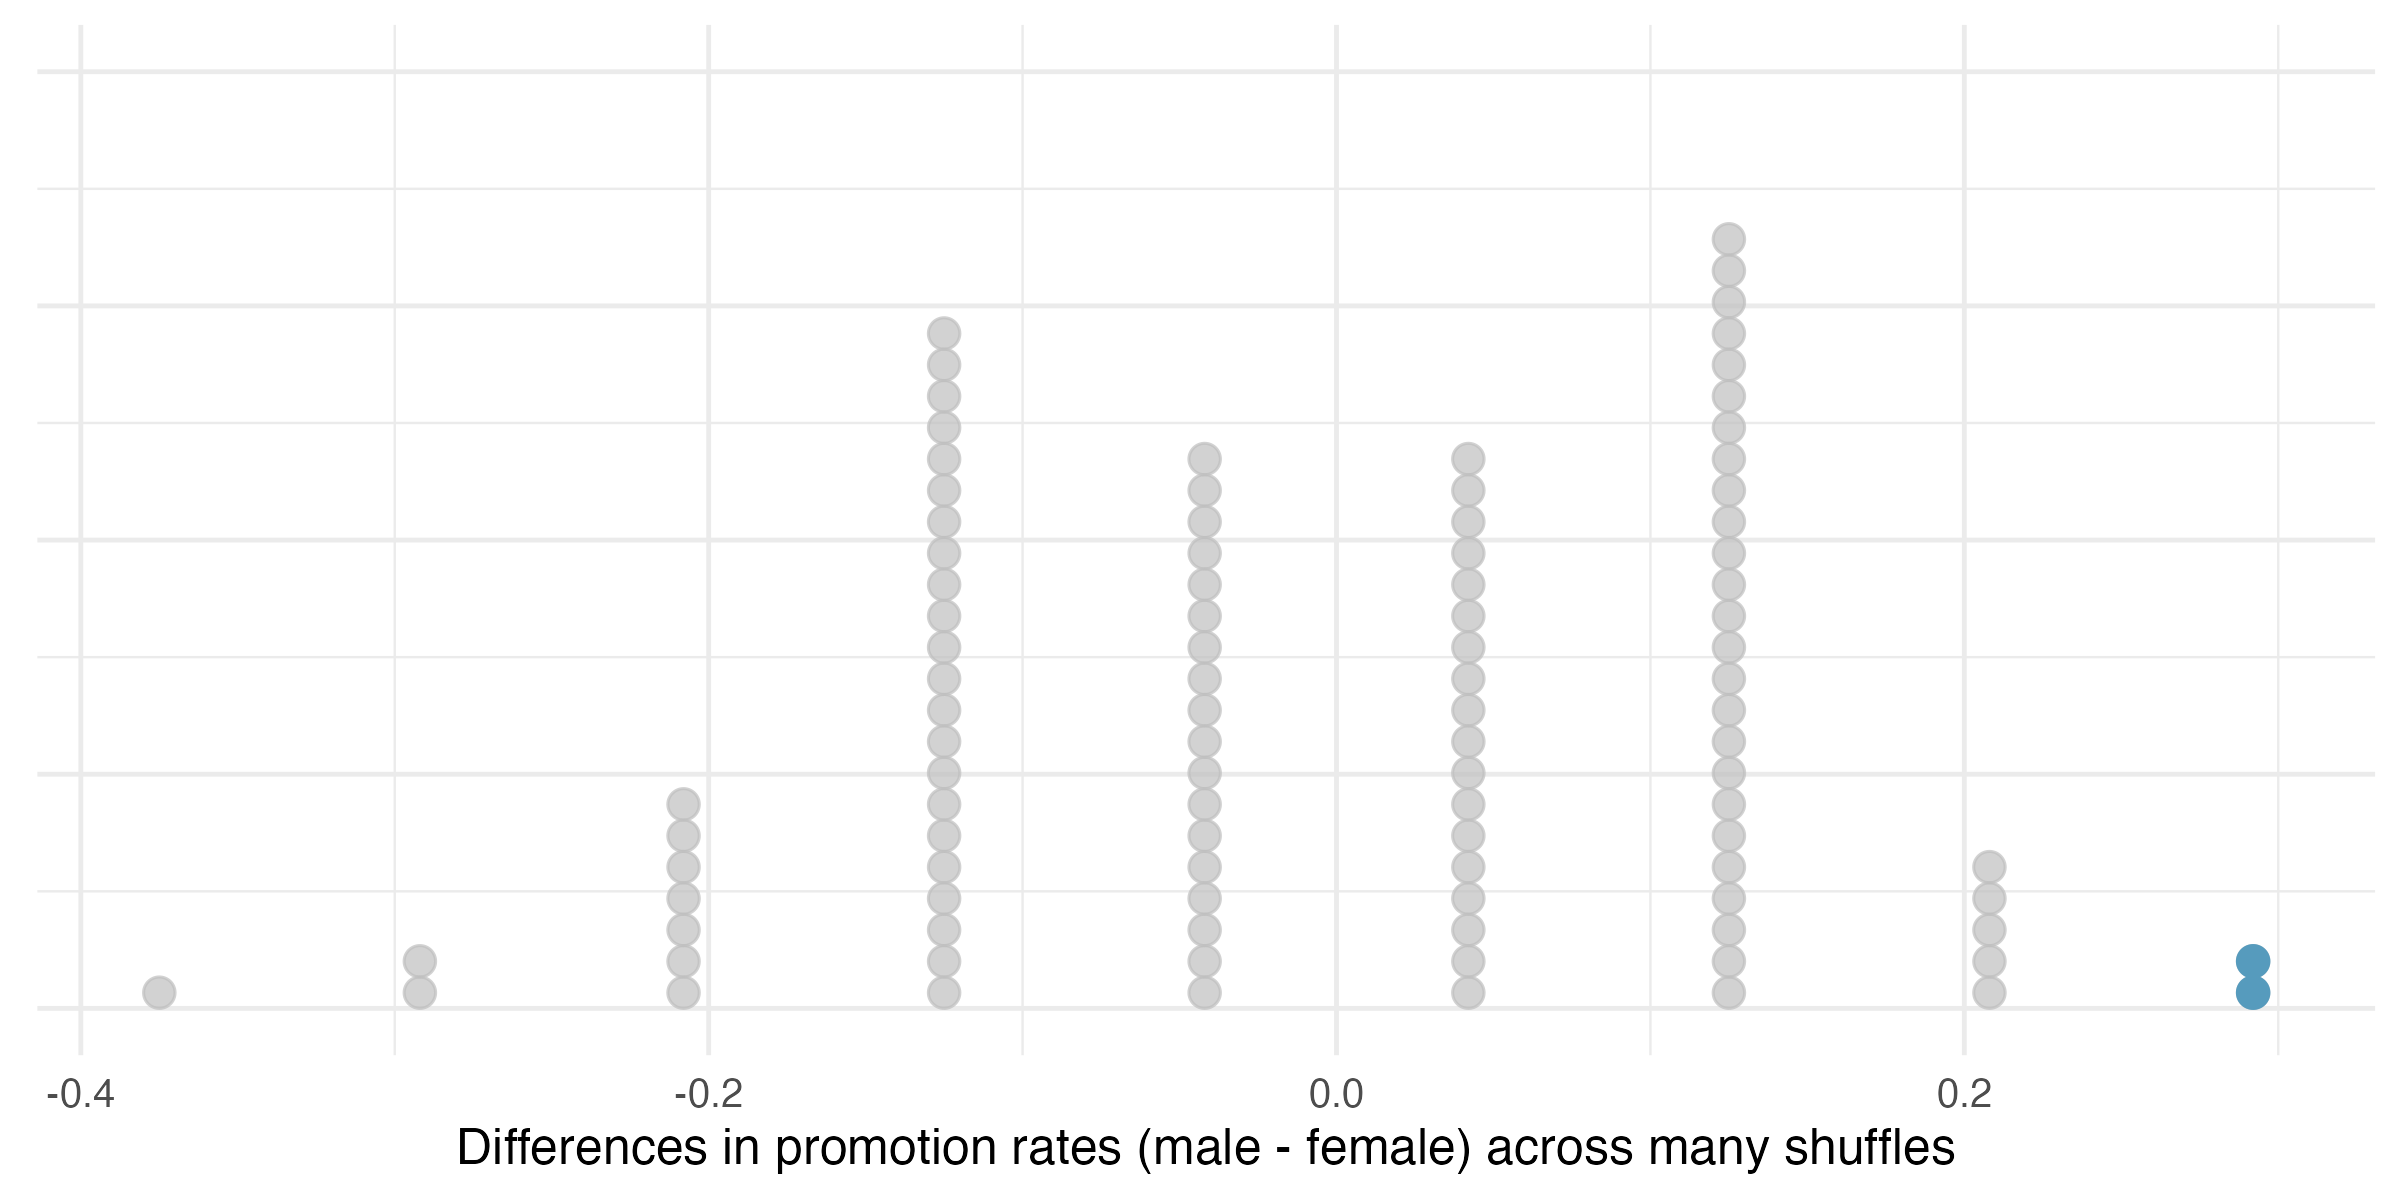 -0.4 -0.2 0.0 0.2
Differences in promotion rates (male - female) across many shuffles